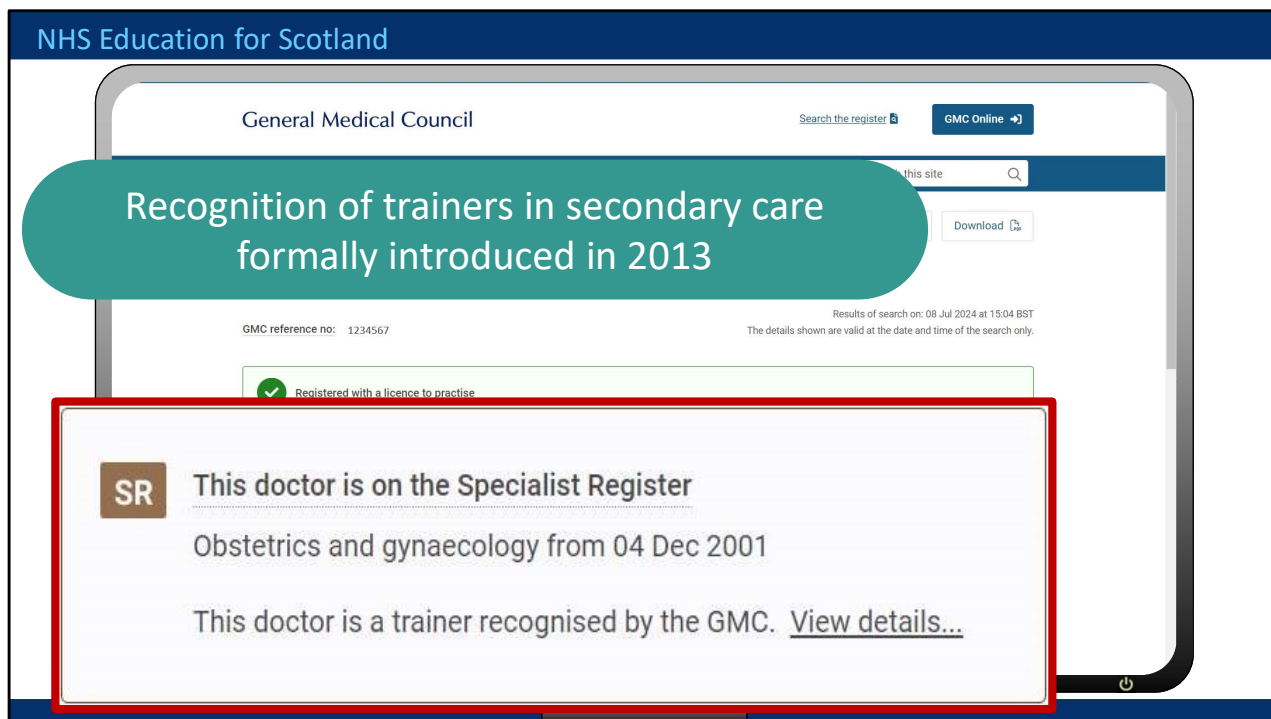 NHS Education for Scotland
General Medical Council
Search the register
GMC Online
this site
Recognition of trainers in secondary care
formally introduced in 2013
Download
Results of search on: 08 Jul 2024 at 15:04 BST
GMC reference no: 1234567
The details shown are valid at the date and time of the search only.
Registered with a licence to practise
SR
This doctor is on the Specialist Register
Obstetrics and gynaecology from 04 Dec 2001
This doctor is a trainer recognised by the GMC. View details...